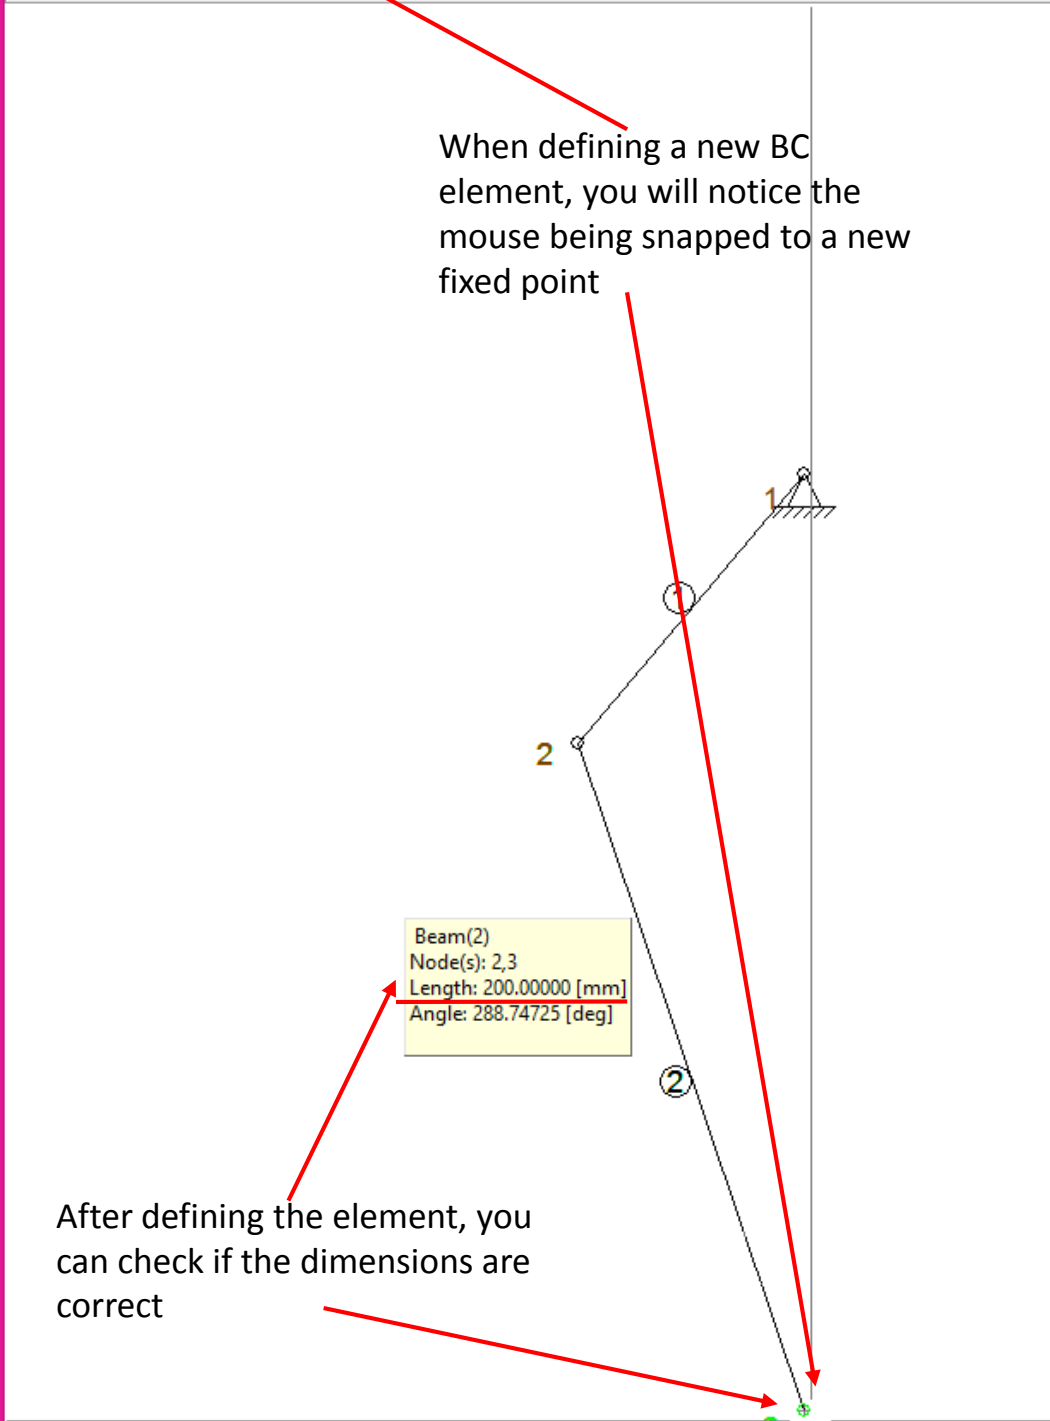 When defining a new BC
element, you will notice the
mouse being snapped to a new
fixed point
1
1
2
Beam(2)
Node(s): 2,3
Length: 200.00000 [mm]
Angle: 288.74725 [deg]
2
After defining the element, you
can check if the dimensions are
correct